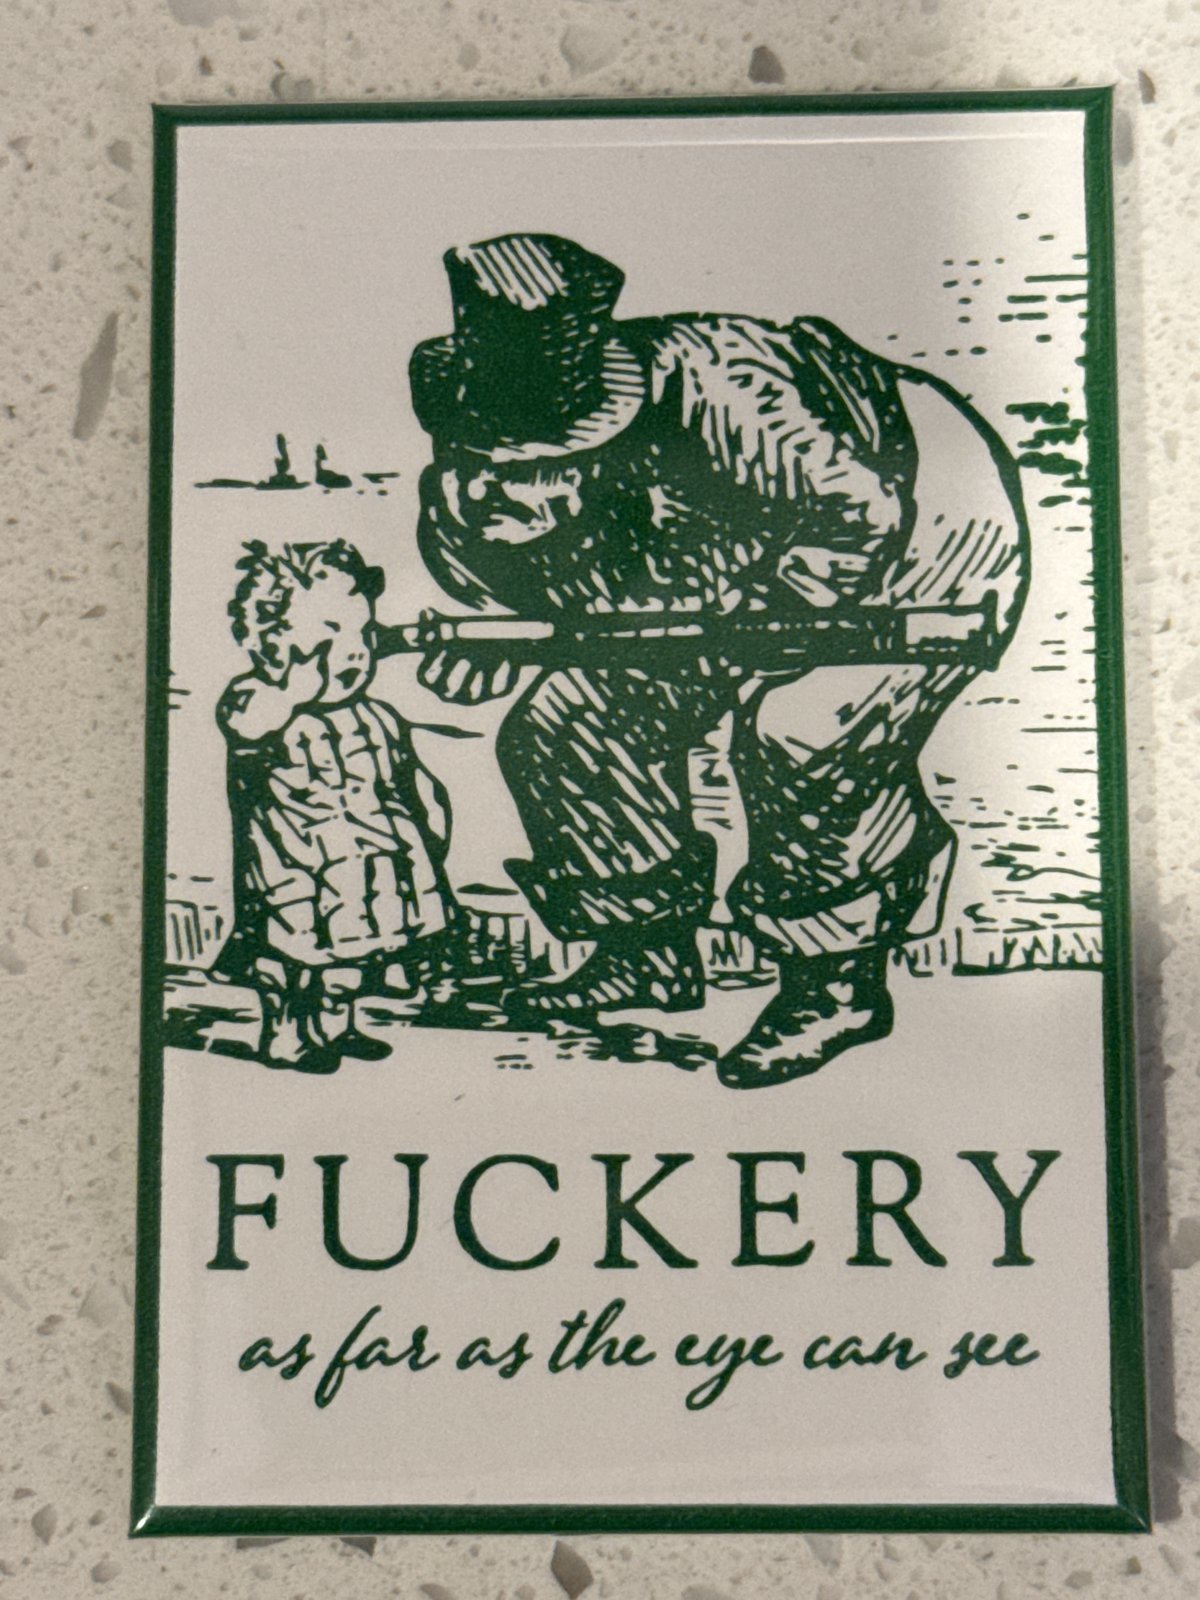 FUCKERY
as far as the eye can see